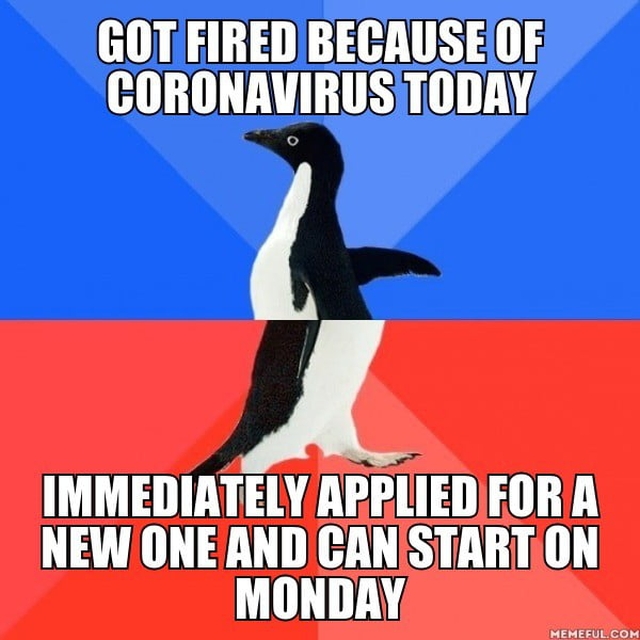 GOT FIRED BECAUSE OF
CORONAVIRUS TODAY
IMMEDIATELY APPLIED FOR A
NEW ONE AND CAN START ON
MONDAY
MEMEFUL.COM